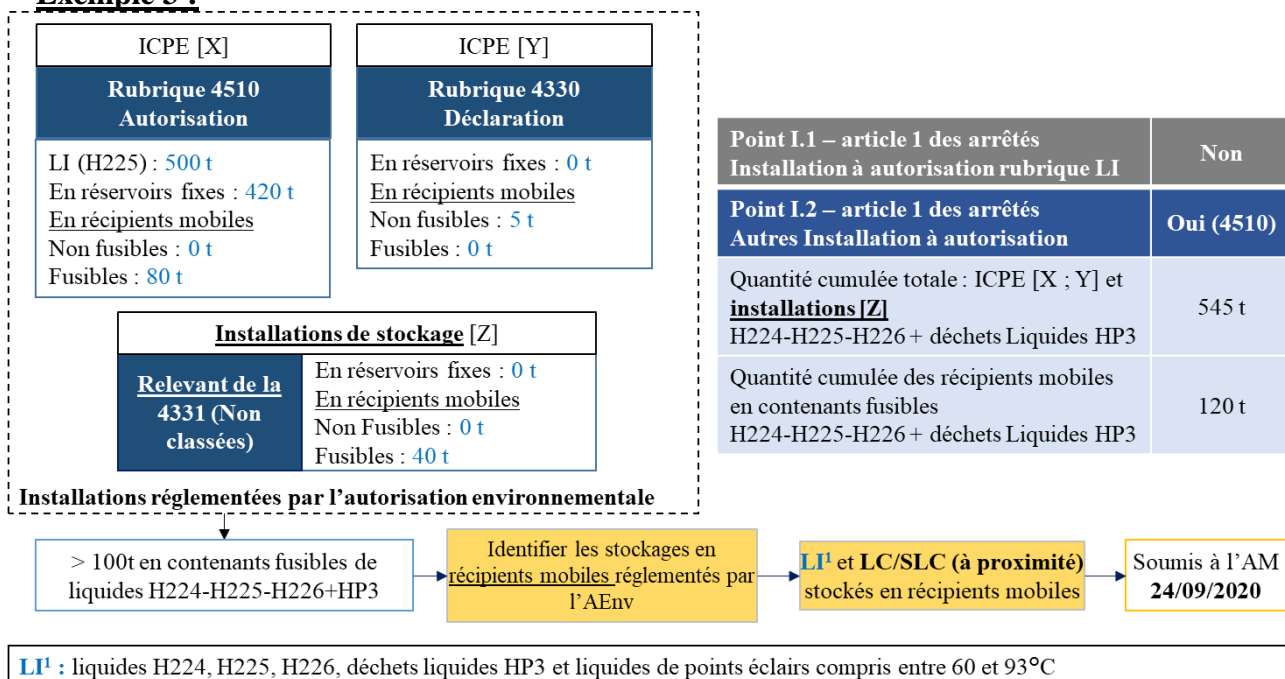 Exemple 3 :
ICPE [X]
Rubrique 4510
Autorisation
LI (H225) : 500 t
En réservoirs fixes : 420 t
En récipients mobiles
Non fusibles : 0 t
Fusibles : 80 t
ICPE [Y]
Rubrique 4330
Déclaration
En réservoirs fixes : 0 t
En récipients mobiles
Non fusibles : 5 t
Fusibles : 0 t
Installations de stockage [Z]
Relevant de la
4331 (Non
classées)
En réservoirs fixes : 0 t
En récipients mobiles
Non Fusibles : 0 t
Fusibles : 40 t
Installations réglementées par l'autorisation environnementale
Point I.1 – article 1 des arrêtés
Installation à autorisation rubrique LI
Non
Point I.2 – article 1 des arrêtés
Autres Installation à autorisation
Oui (4510)
Quantité cumulée totale : ICPE [X ; Y] et
installations [Z]
H224-H225-H226 + déchets Liquides HP3
545 t
Quantité cumulée des récipients mobiles
en contenants fusibles
H224-H225-H226 + déchets Liquides HP3
120 t
> 100t en contenants fusibles de
liquides H224-H225-H226+HP3
Identifier les stockages en
récipients mobiles réglementés par
l'AEnv
LI¹ et LC/SLC (à proximité)
stockés en récipients mobiles
Soumis à l'AM
24/09/2020
LI¹ : liquides H224, H225, H226, déchets liquides HP3 et liquides de points éclairs compris entre 60 et 93°C